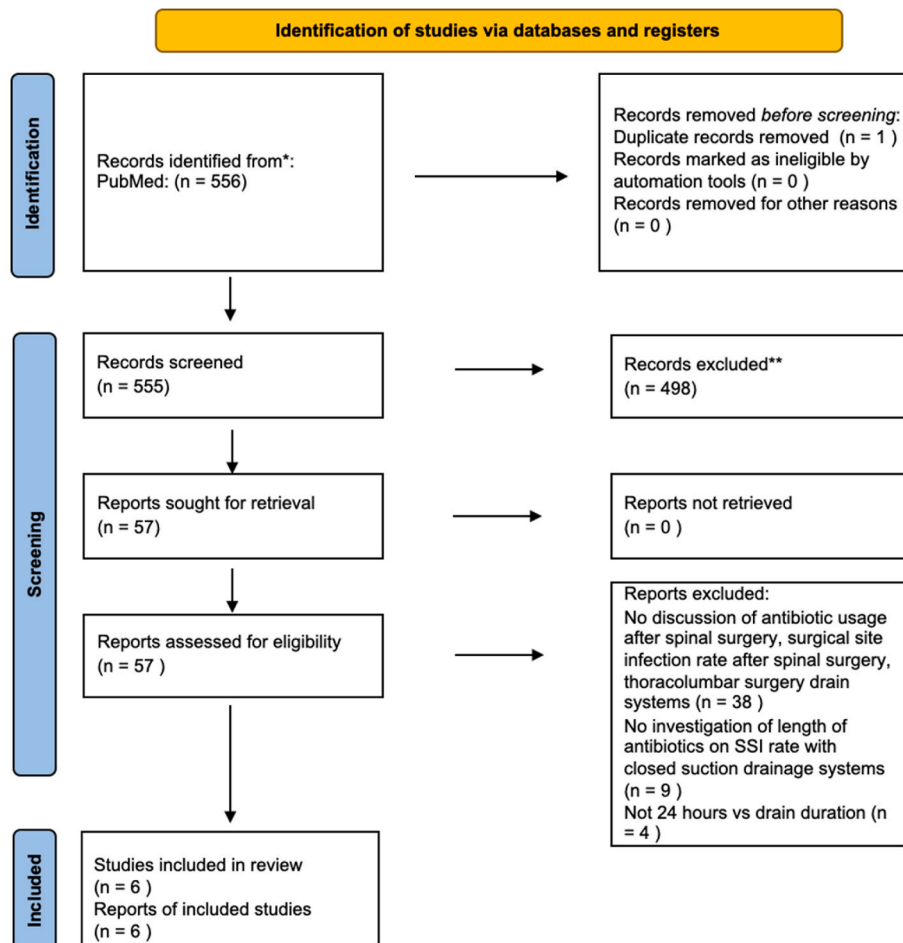 Identification of studies via databases and registers
Identification
Records identified from*:
PubMed: (n = 556)
Records removed before screening:
Duplicate records removed (n = 1 )
Records marked as ineligible by
automation tools (n = 0 )
Records removed for other reasons
(n = 0 )
Screening
Records screened
(n = 555)
Records excluded**
(n = 498)
Reports sought for retrieval
(n = 57)
Reports not retrieved
(n = 0 )
Reports assessed for eligibility
(n = 57 )
Reports excluded:
No discussion of antibiotic usage
after spinal surgery, surgical site
infection rate after spinal surgery,
thoracolumbar surgery drain
systems (n = 38 )
No investigation of length of
antibiotics on SSI rate with
closed suction drainage systems
(n = 9 )
Not 24 hours vs drain duration (n
= 4 )
Included
Studies included in review
(n = 6 )
Reports of included studies
(n = 6 )